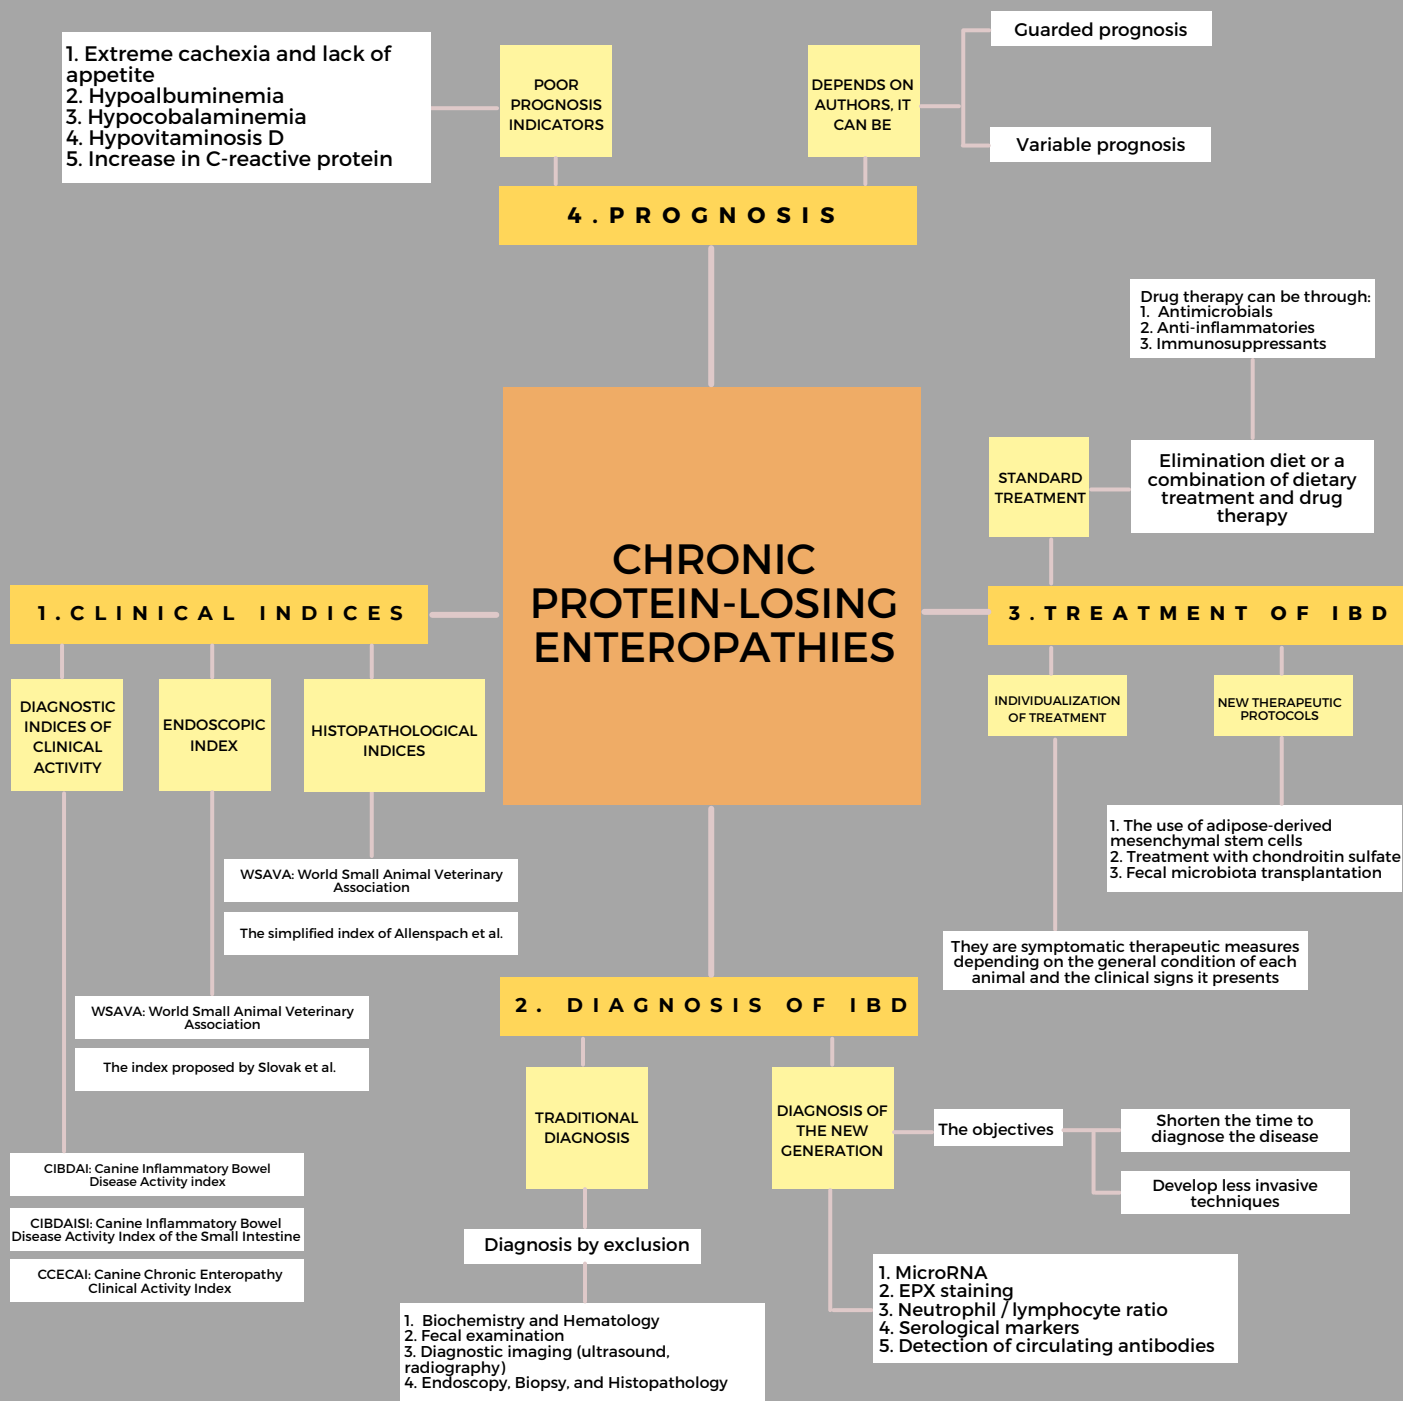 1. Extreme cachexia and lack of
appetite
2. Hypoalbuminemia
3. Hypocobalaminemia
4. Hypovitaminosis D
5. Increase in C-reactive protein
POOR
PROGNOSIS
INDICATORS
DEPENDS ON
AUTHORS, IT
CAN BE
Guarded prognosis
Variable prognosis
4.PROGNOSIS
Drug therapy can be through:
1. Antimicrobials
2. Anti-inflammatories
3. Immunosuppressants
STANDARD
TREATMENT
Elimination diet or a
combination of dietary
treatment and drug
therapy
CHRONIC
PROTEIN-LOSING
ENTEROPATHIES
1.CLINICAL INDICES
3.TREATMENT OF IBD
DIAGNOSTIC
INDICES OF
CLINICAL
ACTIVITY
ENDOSCOPIC
INDEX
HISTOPATHOLOGICAL
INDICES
INDIVIDUALIZATION
OF TREATMENT
NEW THERAPEUTIC
PROTOCOLS
1. The use of adipose-derived
mesenchymal stem cells
2. Treatment with chondroitin sulfate
3. Fecal microbiota transplantation
WSAVA: World Small Animal Veterinary
Association
The simplified index of Allenspach et al.
They are symptomatic therapeutic measures
depending on the general condition of each
animal and the clinical signs it presents
WSAVA: World Small Animal Veterinary
Association
The index proposed by Slovak et al.
2. DIAGNOSIS OF IBD
TRADITIONAL
DIAGNOSIS
DIAGNOSIS OF
THE NEW
GENERATION
The objectives
Shorten the time to
diagnose the disease
Develop less invasive
techniques
CIBDAI: Canine Inflammatory Bowel
Disease Activity index
CIBDAISI: Canine Inflammatory Bowel
Disease Activity Index of the Small Intestine
CCECAI: Canine Chronic Enteropathy
Clinical Activity Index
Diagnosis by exclusion
1. Biochemistry and Hematology
2. Fecal examination
3. Diagnostic imaging (ultrasound,
radiography)
4. Endoscopy, Biopsy, and Histopathology
1. MicroRNA
2. EPX staining
3. Neutrophil / lymphocyte ratio
4. Serological markers
5. Detection of circulating antibodies